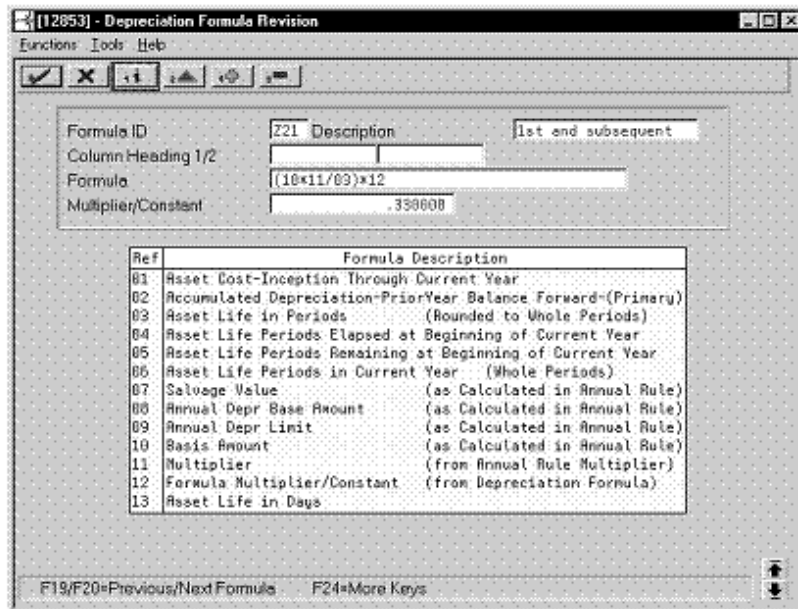 [12853] - Depreciation Formula Revision
Functions Tools Help
Formula ID Z21 Description 1st and subsequent
Column Heading 1/2
Formula (10*11/03)*12
Multiplier/Constant .330000
Ref Formula Description
01 Asset Cost-Inception Through Current Year
02 Accumulated Depreciation-PriorYear Balance Forward-(Primary)
03 Asset Life in Periods (Rounded to Whole Periods)
04 Asset Life Periods Elapsed at Beginning of Current Year
05 Asset Life Periods Remaining at Beginning of Current Year
06 Asset Life Periods in Current Year (Whole Periods)
07 Salvage Value (as Calculated in Annual Rule)
08 Annual Depr Base Amount (as Calculated in Annual Rule)
09 Annual Depr Limit (as Calculated in Annual Rule)
10 Basis Amount (as Calculated in Annual Rule)
11 Multiplier (from Annual Rule Multiplier)
12 Formula Multiplier/Constant (from Depreciation Formula)
13 Asset Life in Days
F19/F20=Previous/Next Formula F24=More Keys